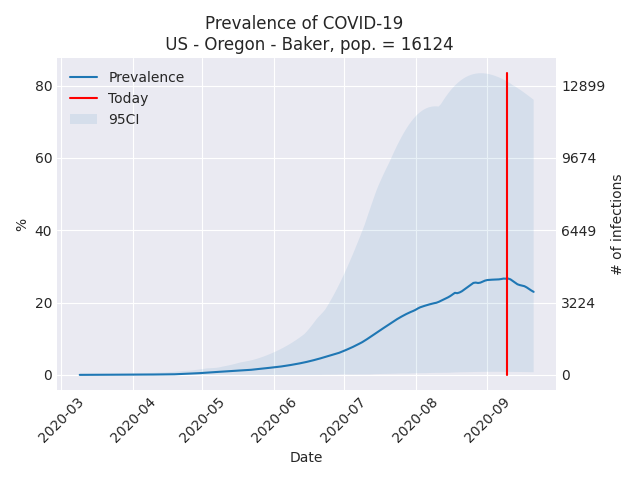 Prevalence of COVID-19
US - Oregon - Baker, pop. = 16124
Prevalence
Today
95CI
80
60
40
20
0
%
12899
9674
6449
3224
0
# of infections
2020-03
2020-04
2020-05
2020-06
2020-07
2020-08
2020-09
Date